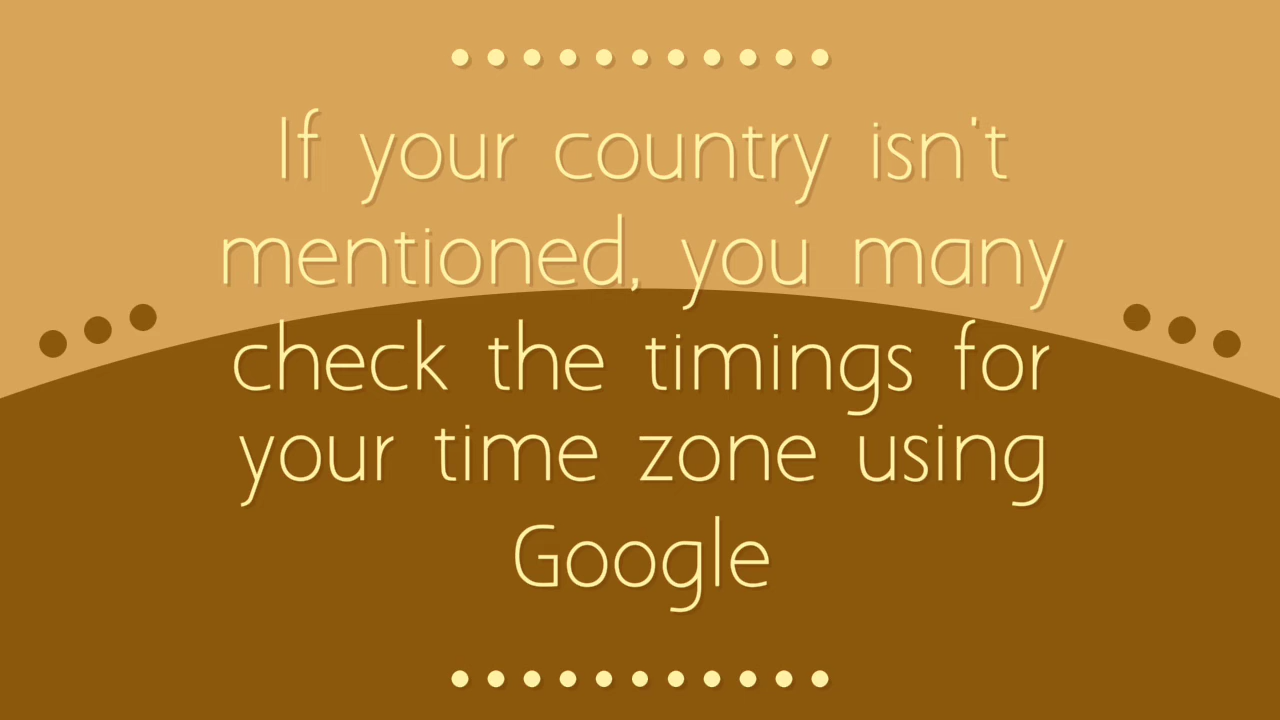 If your country isn't
mentioned, you many
check the timings for
your time zone using
Google